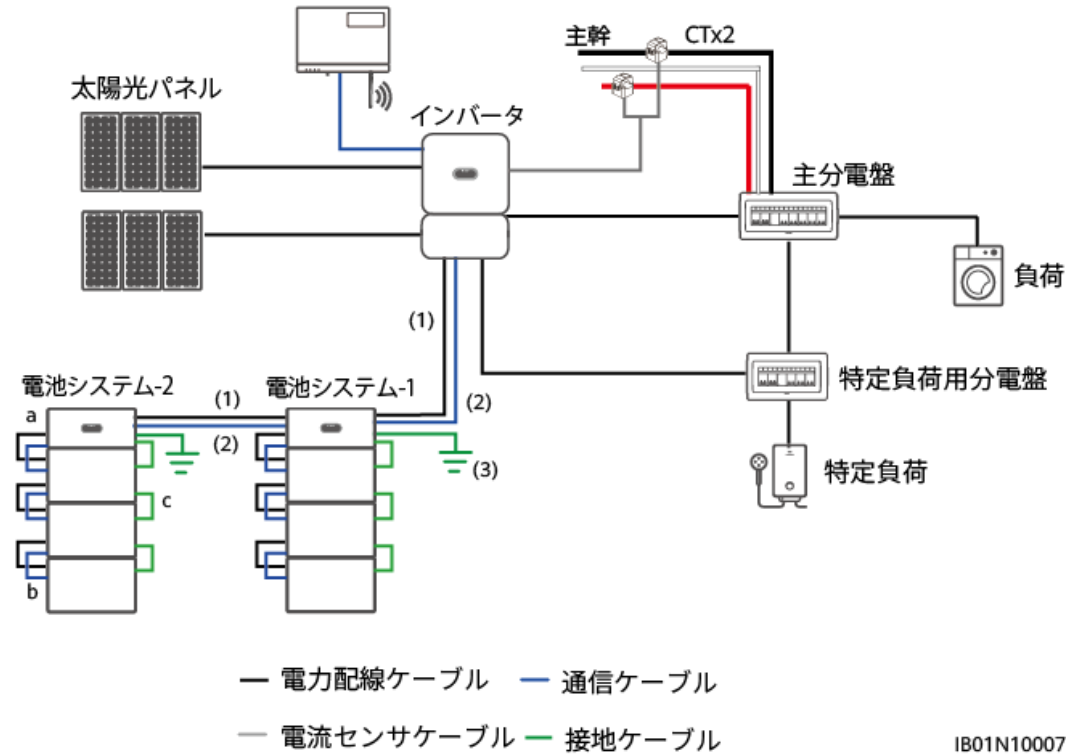 主幹
CTx2
太陽光パネル
インバータ
主分電盤
負荷
(1)
電池システム-2
電池システム-1
特定負荷用分電盤
a
(1)
(2)
(2)
(3)
特定負荷
c
b
電力配線ケーブル
通信ケーブル
電流センサケーブル
接地ケーブル
IB01N10007